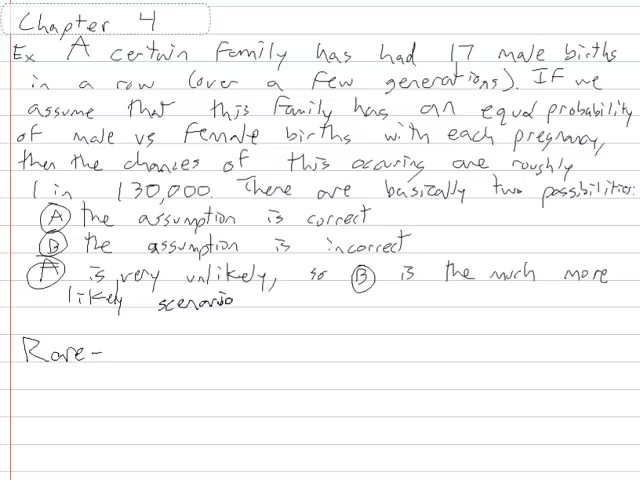 Chapter 4
Ex A certain family has had 17 male births
in a row (over a few generations). If we
assume that this family has an equal probability
of male vs female births with each pregnancy,
then the chances of this occuring are roughly
1 in 130,000. There are basically two possibilities:
A the assumption is correct
B the assumption is incorrect
A is very unlikely, so B is the much more
likely scenario
Rare-